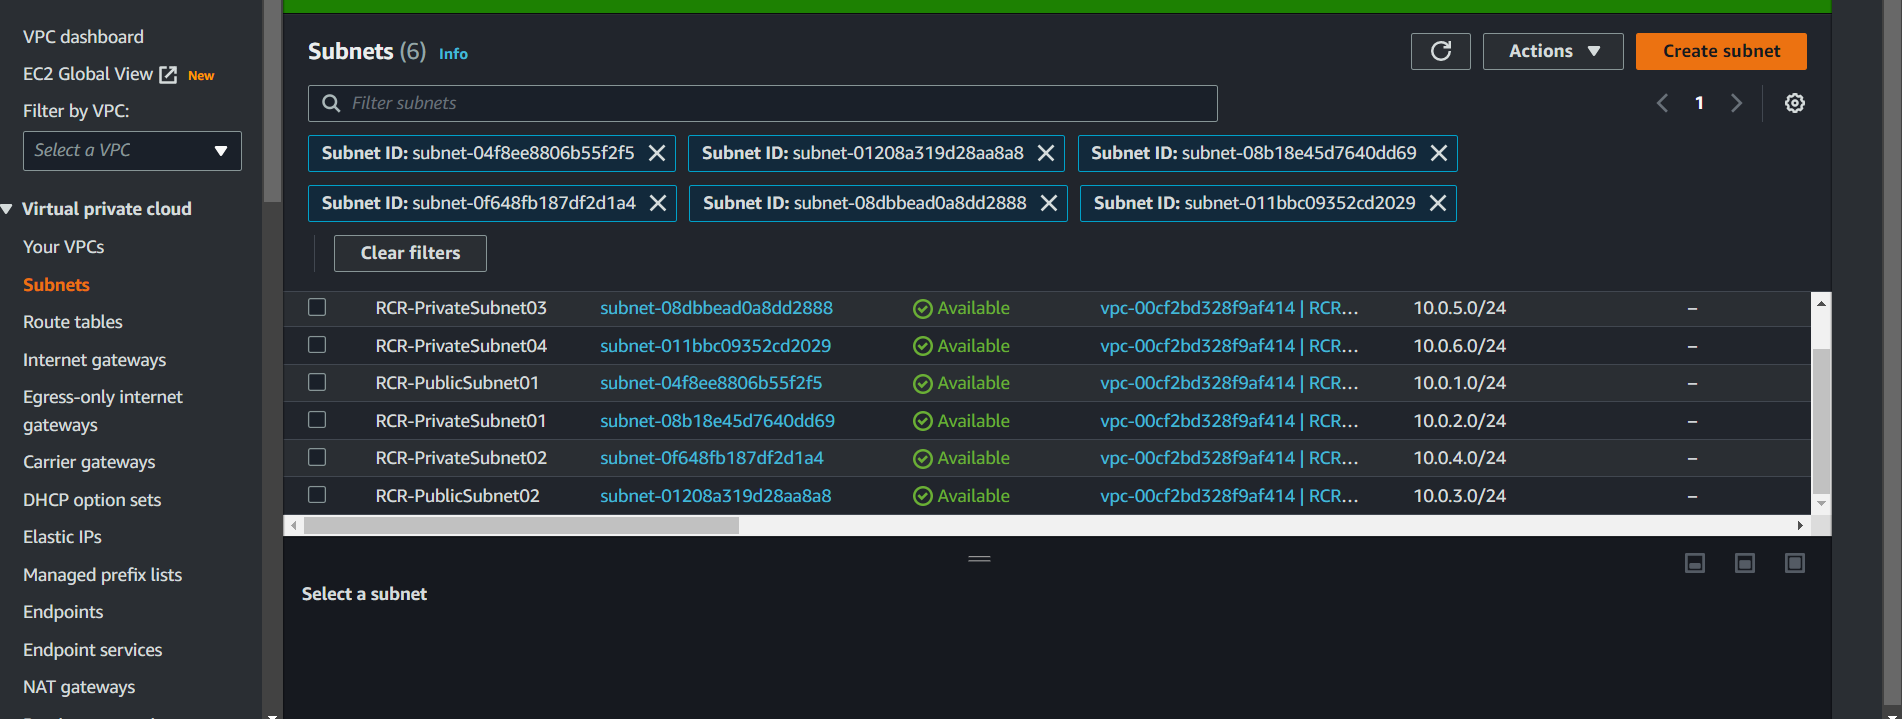 VPC dashboard
EC2 Global View New
Filter by VPC:
Select a VPC
Virtual private cloud
Your VPCs
Subnets
Route tables
Internet gateways
Egress-only internet
gateways
Carrier gateways
DHCP option sets
Elastic IPs
Managed prefix lists
Endpoints
Endpoint services
NAT gateways
Subnets (6) Info
Actions
Create subnet
Filter subnets
1
Subnet ID: subnet-04f8ee8806b55f2f5 Subnet ID: subnet-01208a319d28aa8a8 Subnet ID: subnet-08b18e45d7640dd69
Subnet ID: subnet-0f648fb187df2d1a4 Subnet ID: subnet-08dbbead0a8dd2888 Subnet ID: subnet-011bbc09352cd2029
Clear filters
RCR-PrivateSubnet03 subnet-08dbbead0a8dd2888 Available vpc-00cf2bd328f9af414 | RCR... 10.0.5.0/24 –
RCR-PrivateSubnet04 subnet-011bbc09352cd2029 Available vpc-00cf2bd328f9af414 | RCR... 10.0.6.0/24 –
RCR-PublicSubnet01 subnet-04f8ee8806b55f2f5 Available vpc-00cf2bd328f9af414 | RCR... 10.0.1.0/24 –
RCR-PrivateSubnet01 subnet-08b18e45d7640dd69 Available vpc-00cf2bd328f9af414 | RCR... 10.0.2.0/24 –
RCR-PrivateSubnet02 subnet-0f648fb187df2d1a4 Available vpc-00cf2bd328f9af414 | RCR... 10.0.4.0/24 –
RCR-PublicSubnet02 subnet-01208a319d28aa8a8 Available vpc-00cf2bd328f9af414 | RCR... 10.0.3.0/24 –
Select a subnet